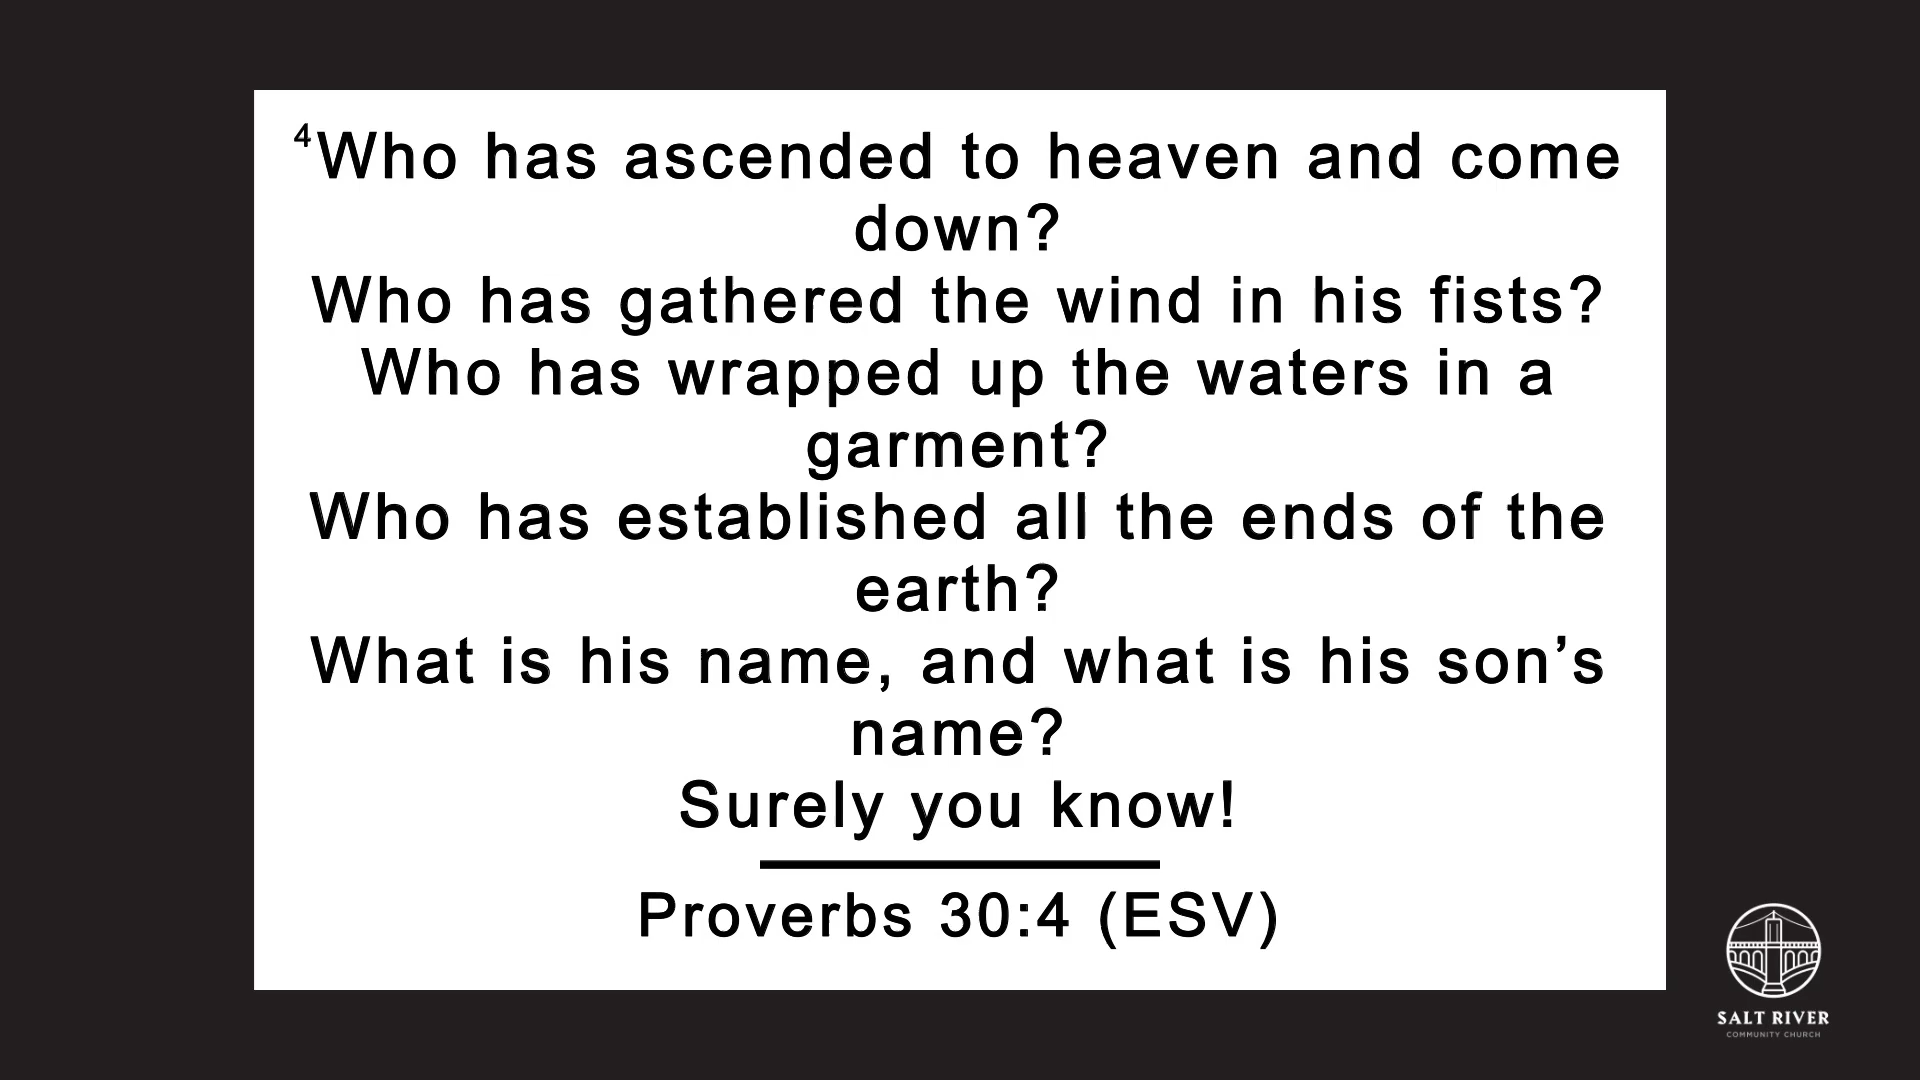 ⁴Who has ascended to heaven and come
down?
Who has gathered the wind in his fists?
Who has wrapped up the waters in a
garment?
Who has established all the ends of the
earth?
What is his name, and what is his son’s
name?
Surely you know!
Proverbs 30:4 (ESV)
SALT RIVER
COMMUNITY CHURCH